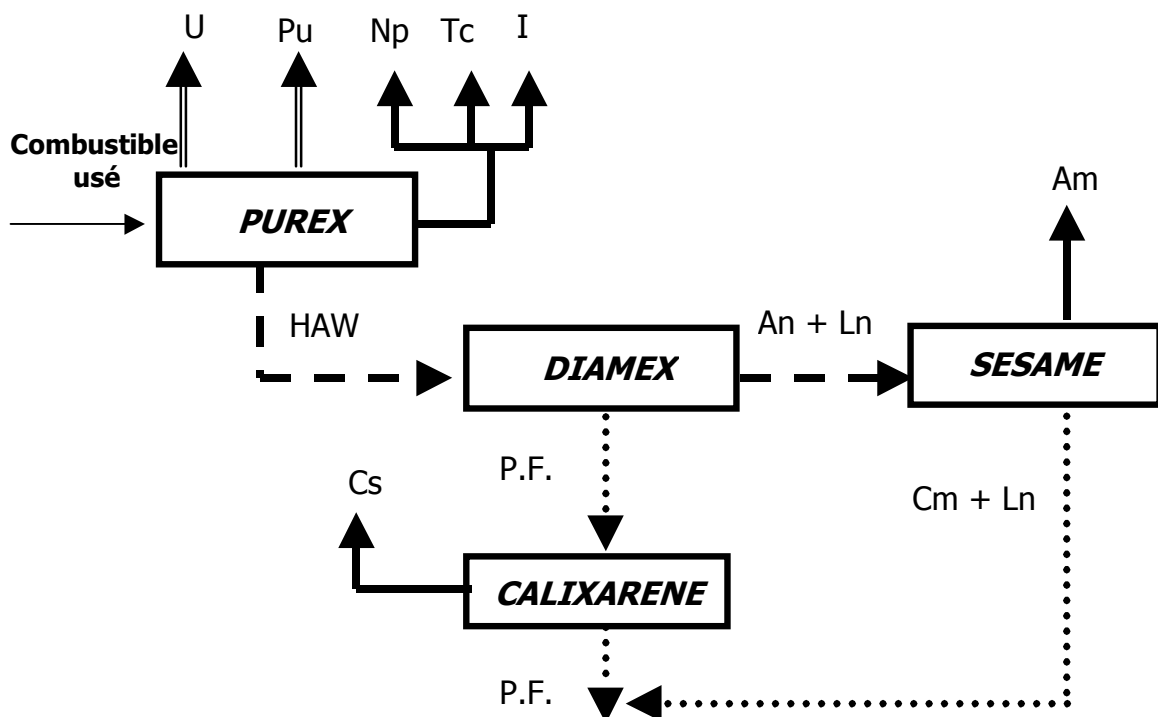 U
Pu
Np
Tc
I
Combustible
usé
PUREX
Am
HAW
An + Ln
DIAMEX
SESAME
P.F.
Cs
Cm + Ln
CALIXARENE
P.F.